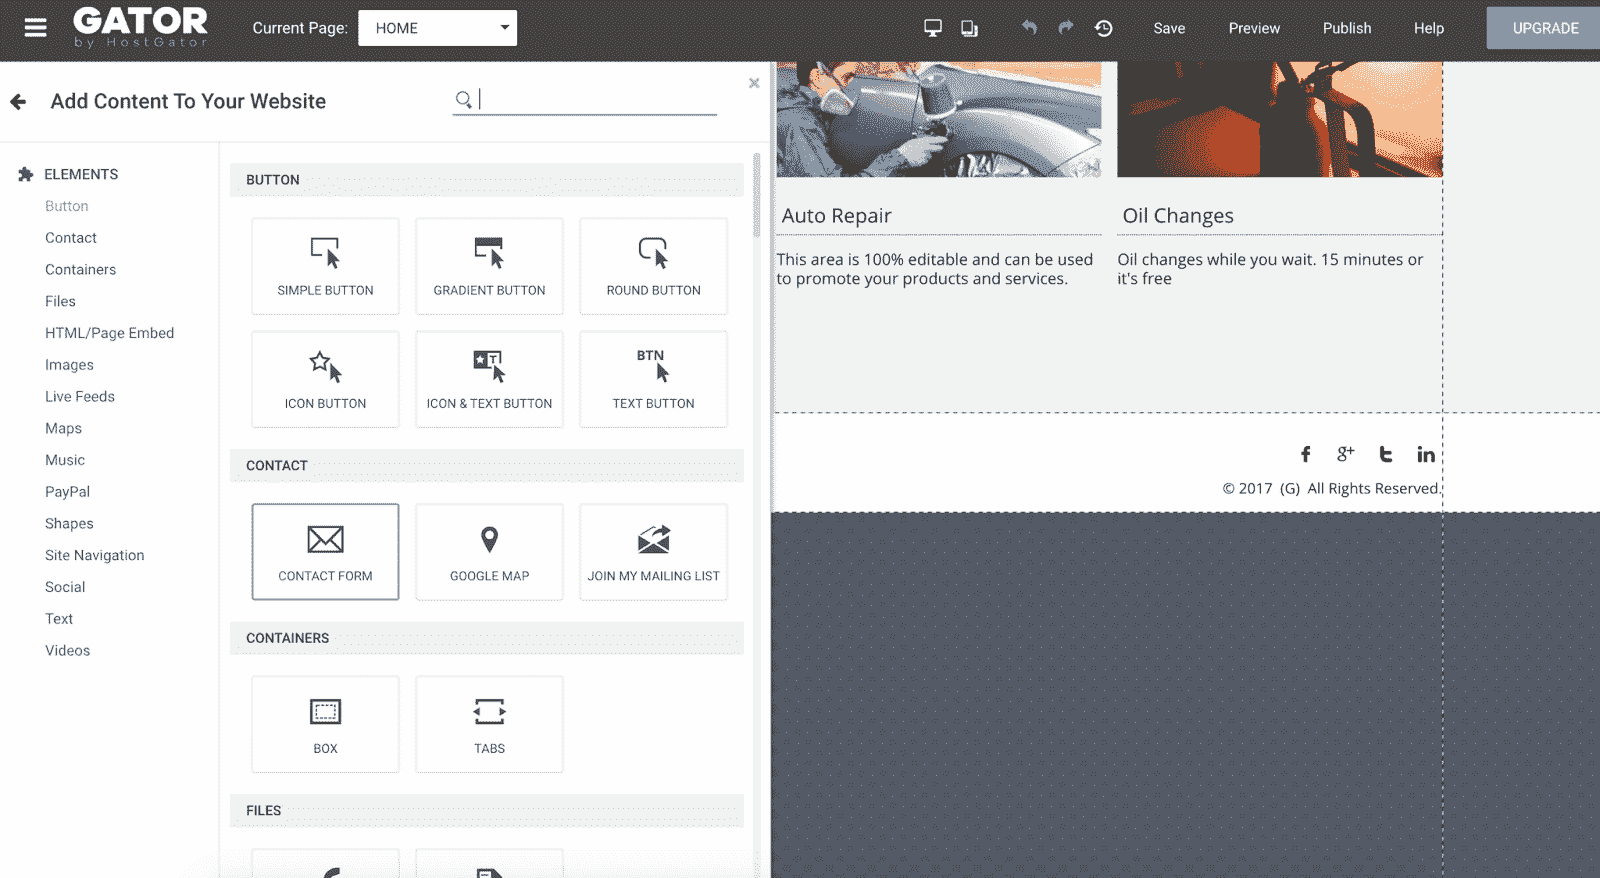 GATOR
by HostGator
Current Page:
HOME
Save
Preview
Publish
Help
UPGRADE
Add Content To Your Website
ELEMENTS
Button
Contact
Containers
Files
HTML/Page Embed
Images
Live Feeds
Maps
Music
PayPal
Shapes
Site Navigation
Social
Text
Videos
BUTTON
SIMPLE BUTTON
GRADIENT BUTTON
ROUND BUTTON
ICON BUTTON
T
ICON & TEXT BUTTON
BTN
TEXT BUTTON
CONTACT
CONTACT FORM
GOOGLE MAP
JOIN MY MAILING LIST
CONTAINERS
BOX
TABS
FILES
Auto Repair
This area is 100% editable and can be used
to promote your products and services.
Oil Changes
Oil changes while you wait. 15 minutes or
it's free
f g+ t in
© 2017 (G) All Rights Reserved.